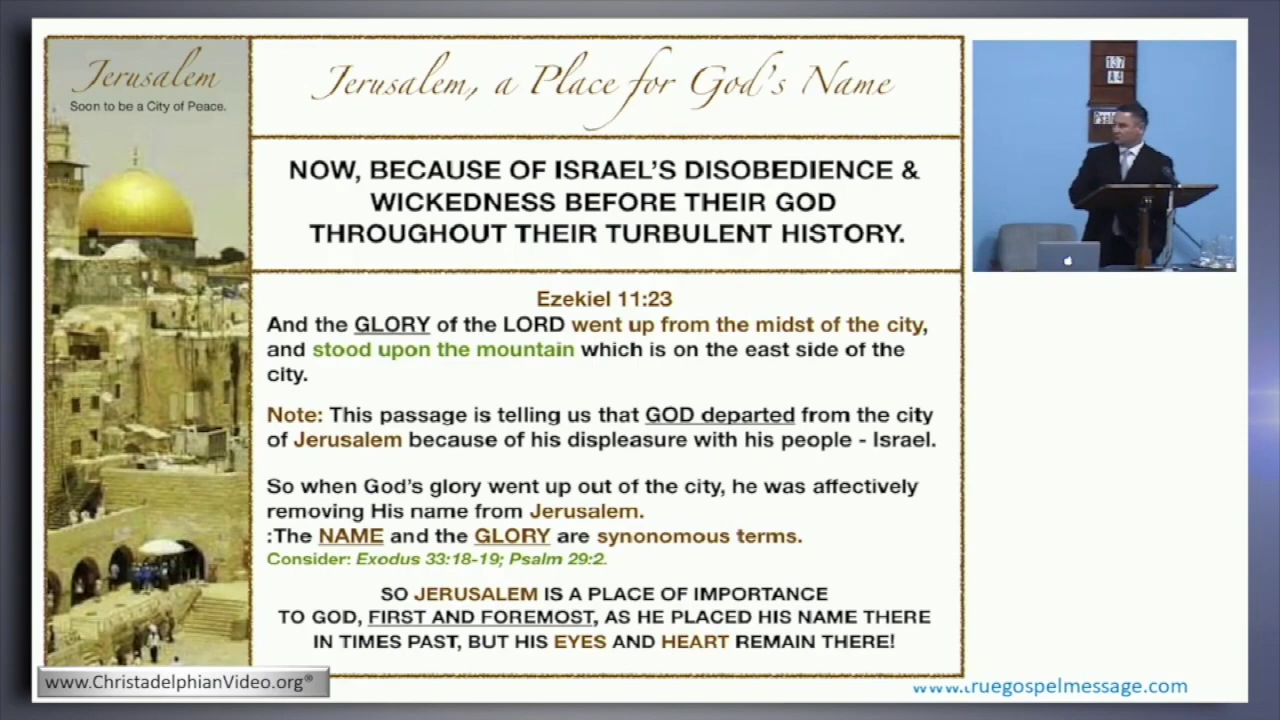 Jerusalem
Soon to be a City of Peace.
Jerusalem, a Place for God's Name
NOW, BECAUSE OF ISRAEL'S DISOBEDIENCE &
WICKEDNESS BEFORE THEIR GOD
THROUGHOUT THEIR TURBULENT HISTORY.
Ezekiel 11:23
And the GLORY of the LORD went up from the midst of the city,
and stood upon the mountain which is on the east side of the
city.
Note: This passage is telling us that GOD departed from the city
of Jerusalem because of his displeasure with his people - Israel.
So when God's glory went up out of the city, he was affectively
removing His name from Jerusalem.
:The NAME and the GLORY are synonomous terms.
Consider: Exodus 33:18-19; Psalm 29:2.
SO JERUSALEM IS A PLACE OF IMPORTANCE
TO GOD, FIRST AND FOREMOST, AS HE PLACED HIS NAME THERE
IN TIMES PAST, BUT HIS EYES AND HEART REMAIN THERE!
137
A4
www.ChristadelphianVideo.org®
www.truegospelmessage.com